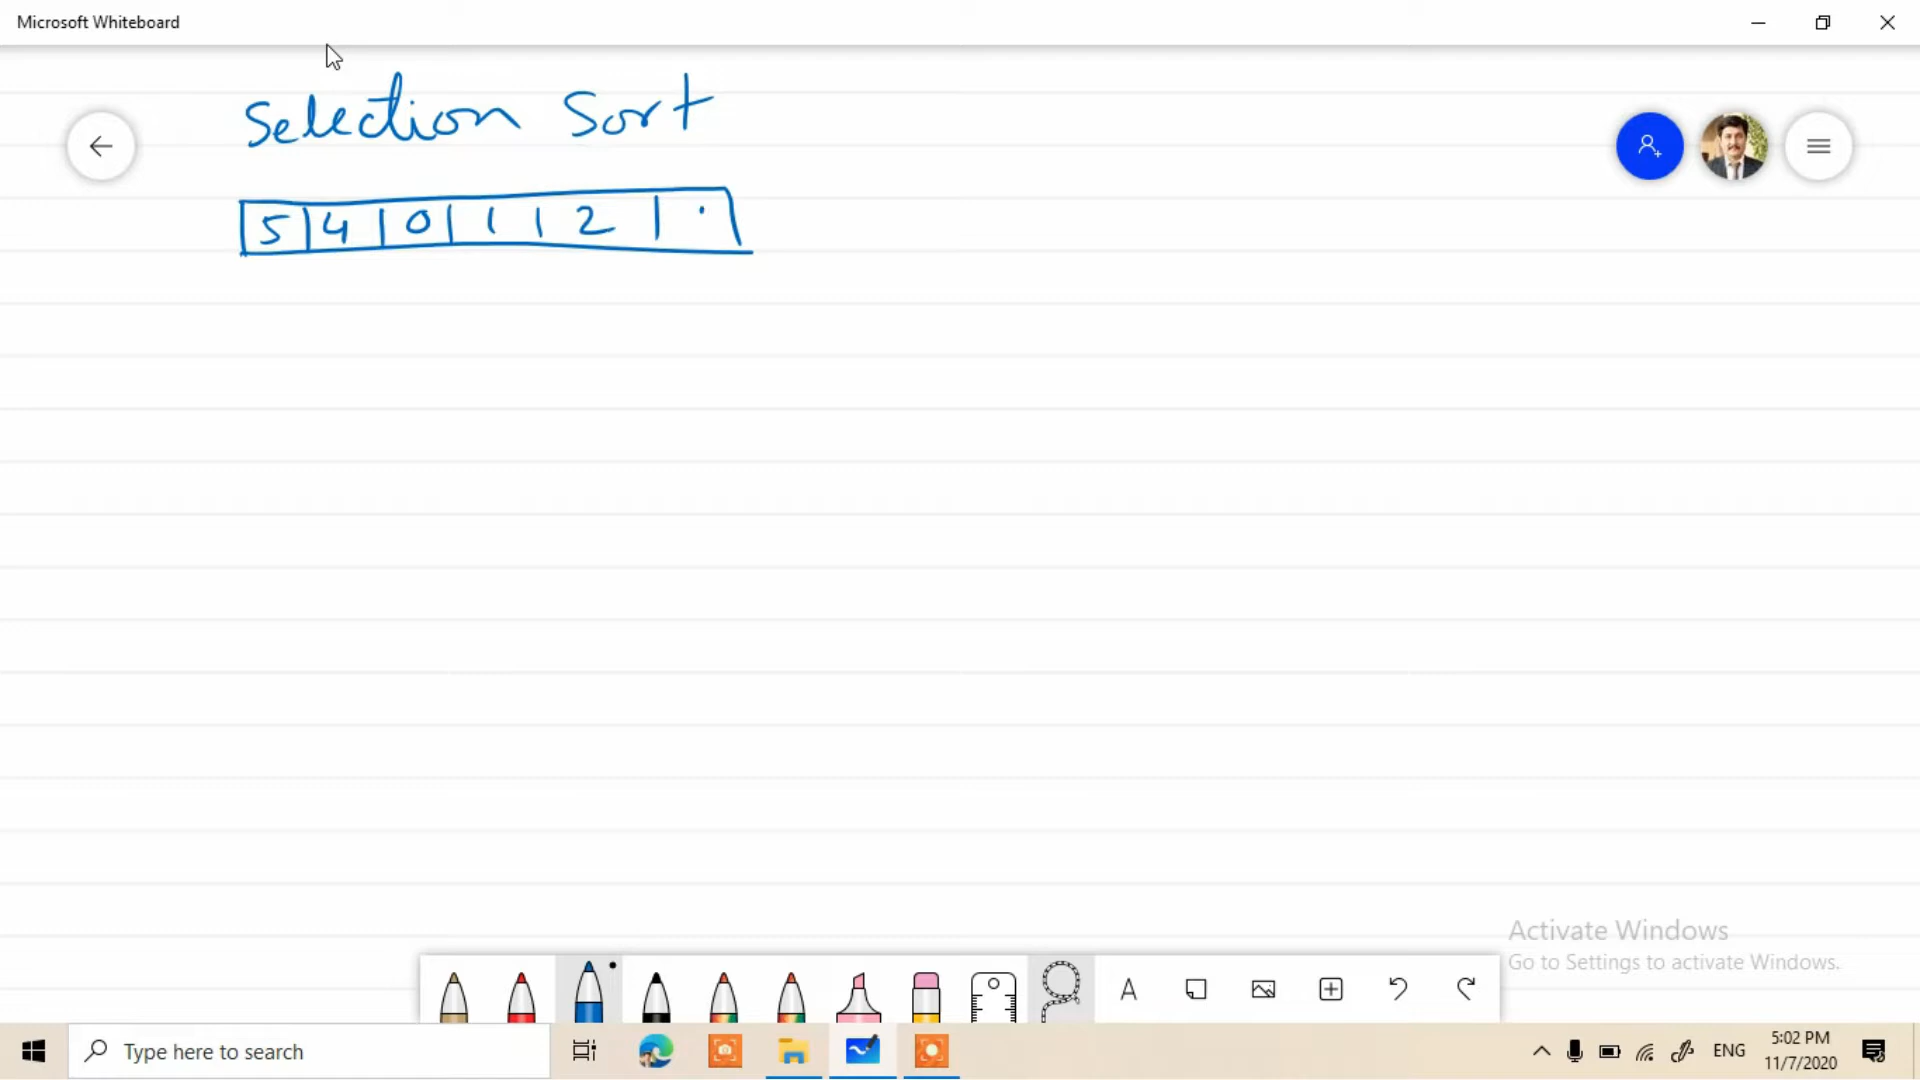 Microsoft Whiteboard
Selection Sort
5 | 4 | 0 | 1 | 2 |
A
Activate Windows
Go to Settings to activate Windows.
Type here to search
ENG
5:02 PM
11/7/2020